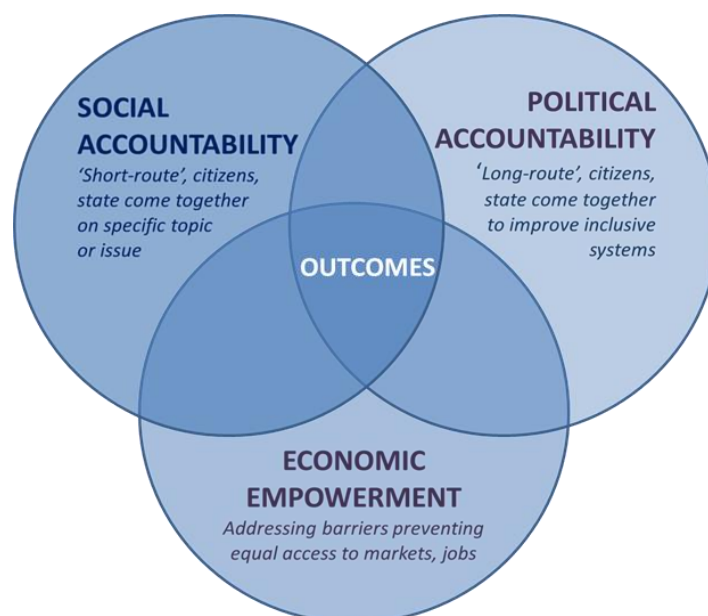 SOCIAL
ACCOUNTABILITY
‘Short-route’, citizens,
state come together
on specific topic
or issue
POLITICAL
ACCOUNTABILITY
‘Long-route’, citizens,
state come together
to improve inclusive
systems
OUTCOMES
ECONOMIC
EMPOWERMENT
Addressing barriers preventing
equal access to markets, jobs